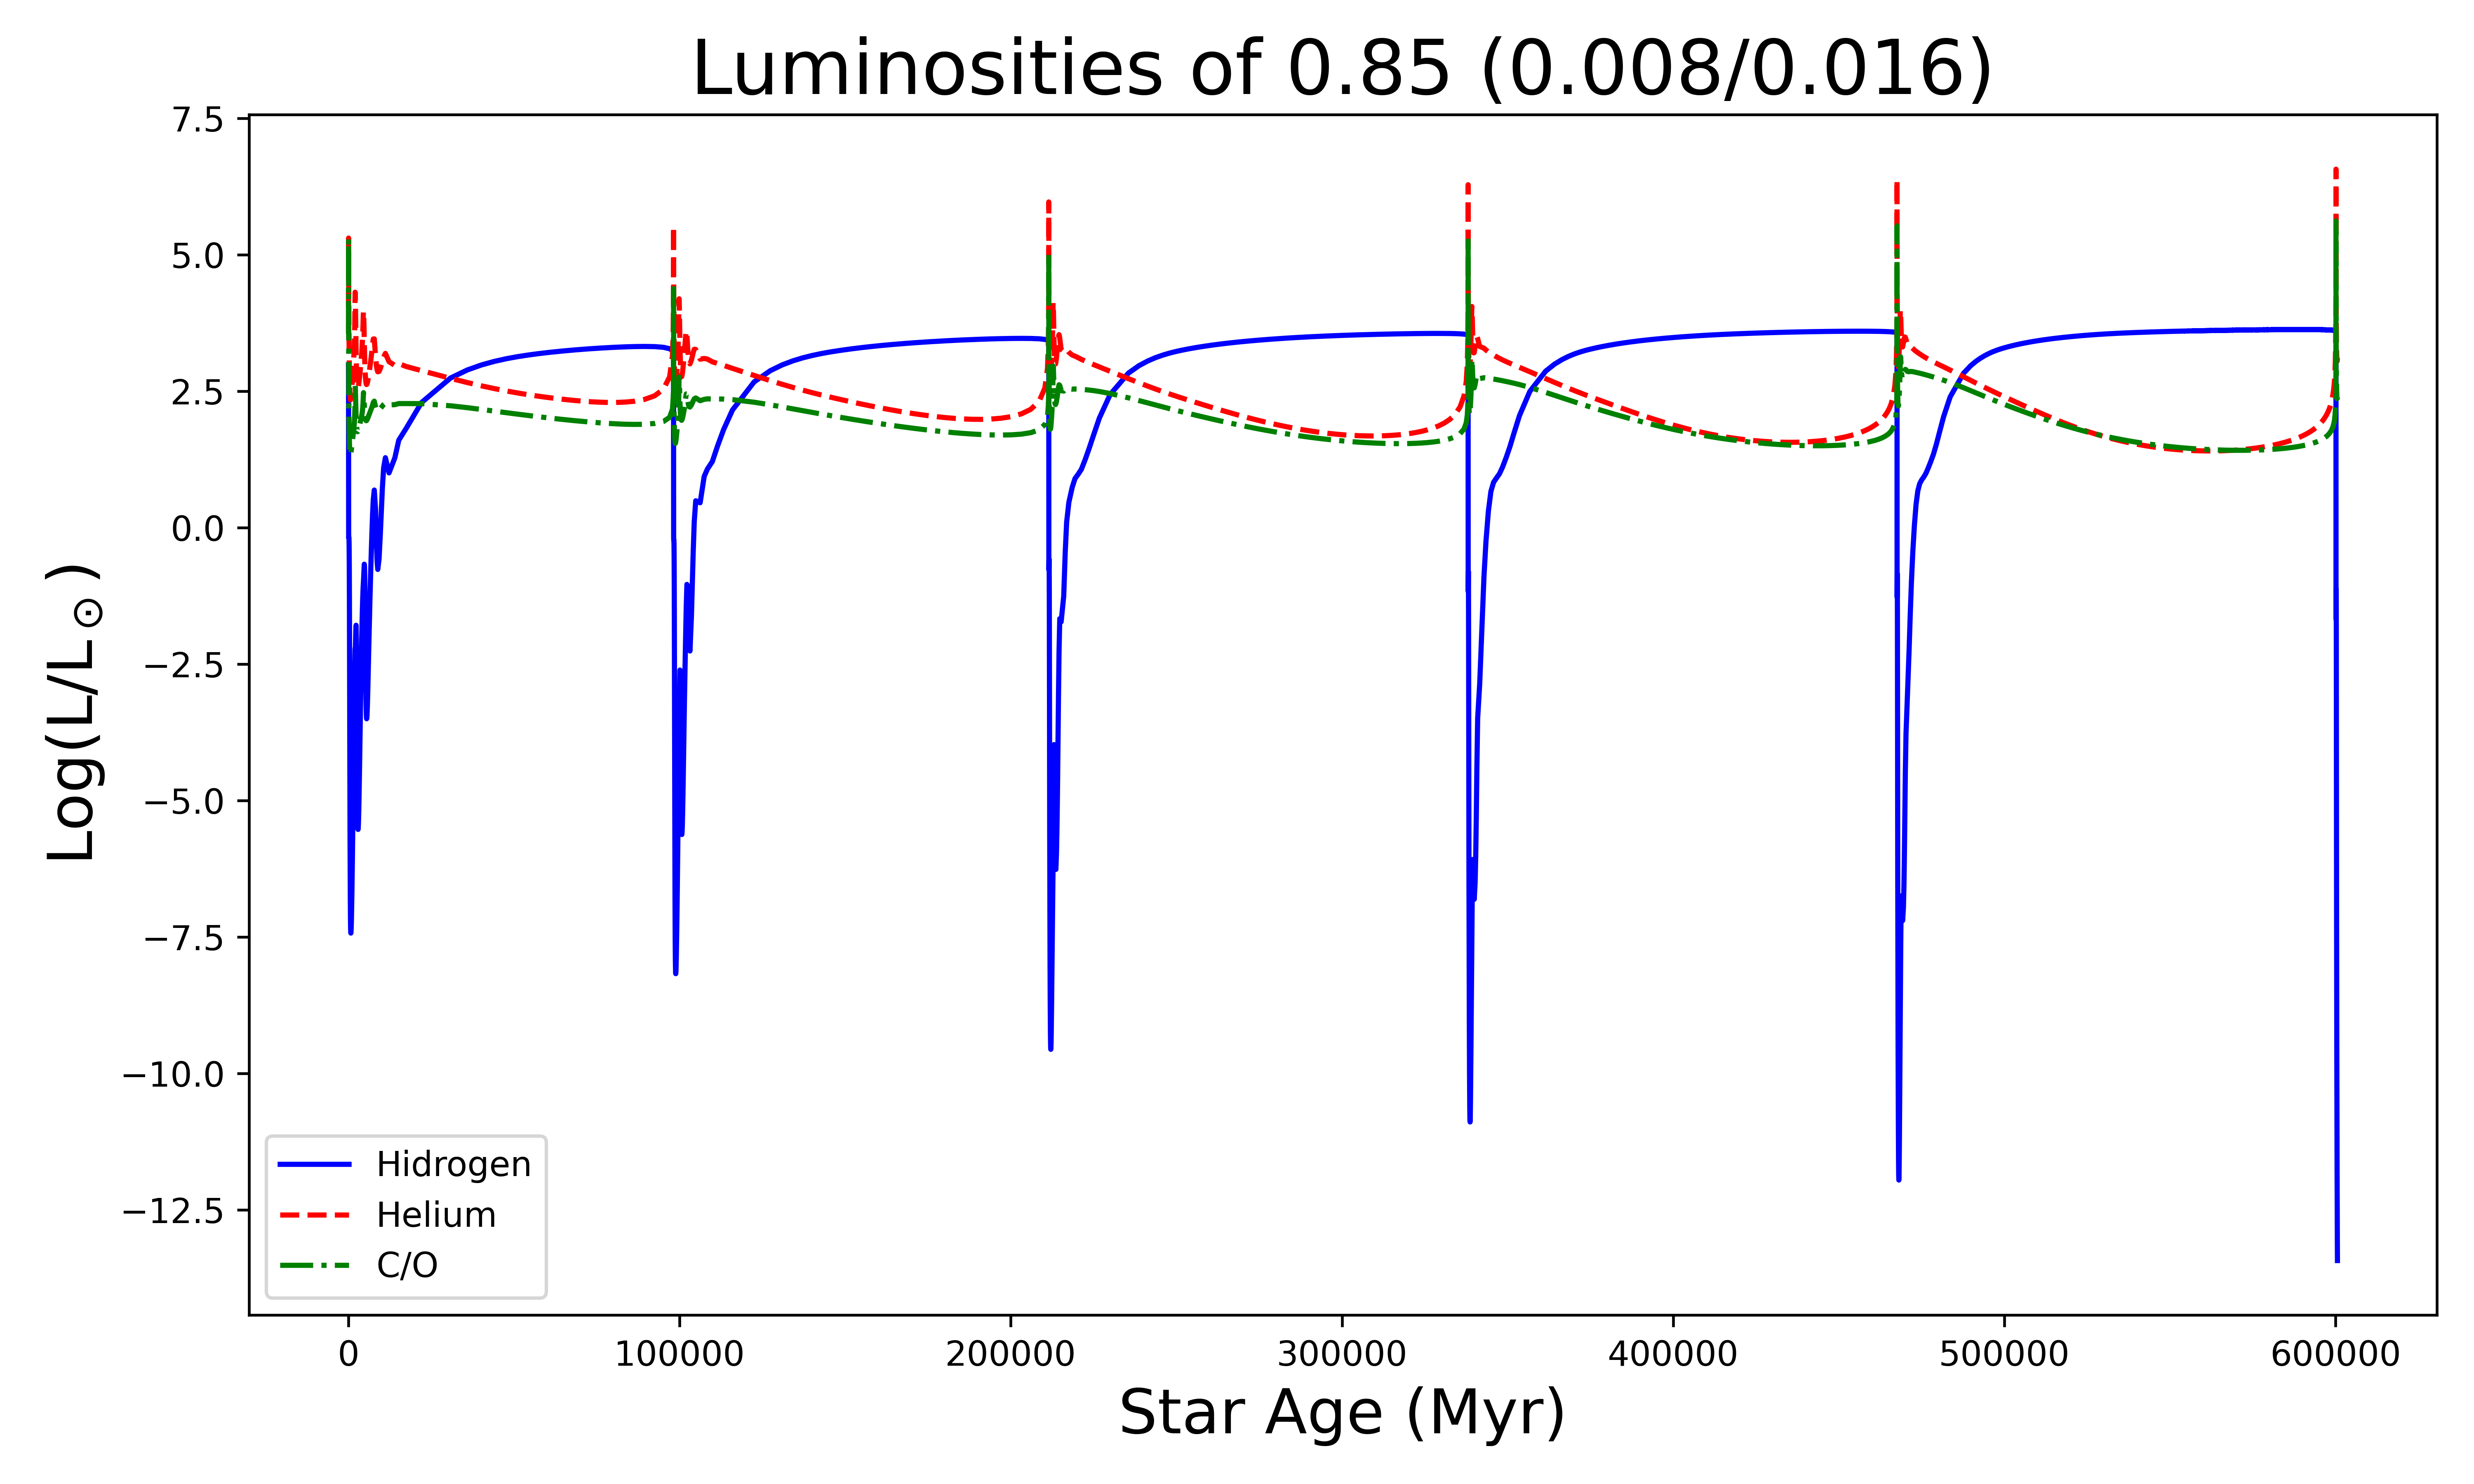 Luminosities of 0.85 (0.008/0.016)
7.5
5.0
2.5
0.0
−2.5
−5.0
−7.5
−10.0
−12.5
Log(L/L⊙)
Hidrogen
Helium
C/O
0 100000 200000 300000 400000 500000 600000
Star Age (Myr)